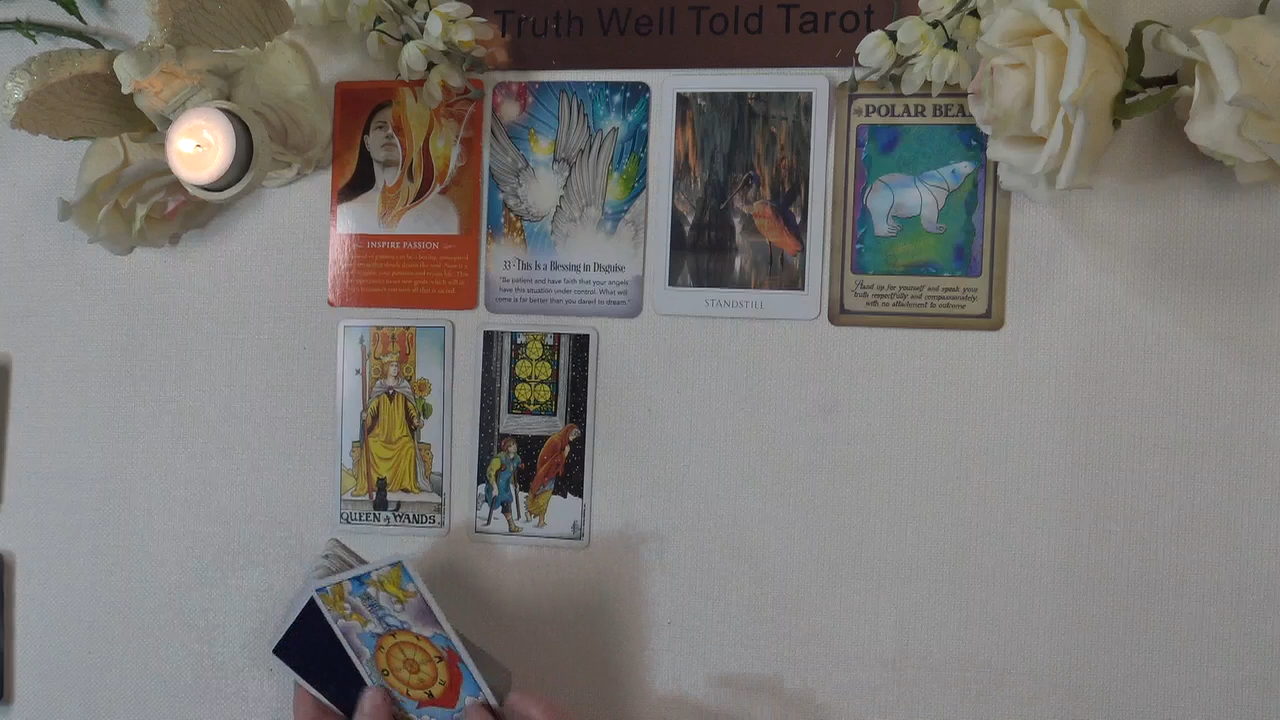 Truth Well Told Tarot
INSPIRE PASSION
33 - This Is a Blessing in Disguise
"Be patient and have faith that your angels
have this situation under control. What will
come is far better than you dared to dream."
STANDSTILL
POLAR BEA
Stand up for yourself and speak your
truth respectfully and compassionately,
with no attachment to outcome
QUEEN of WANDS.